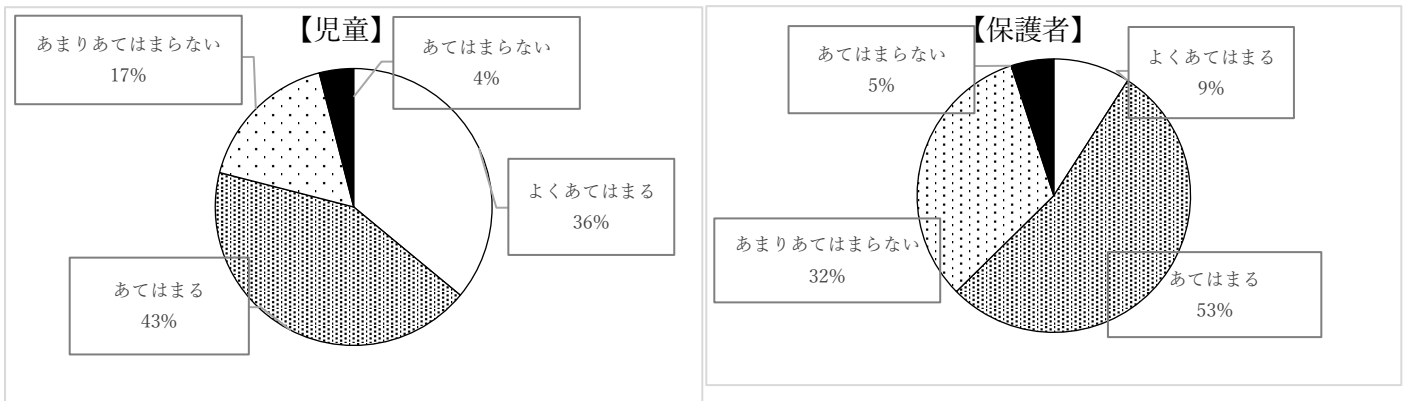 【児童】
あまりあてはまらない
17%
あてはまらない
4%
よくあてはまる
36%
あてはまる
43%
【保護者】
あてはまらない
5%
よくあてはまる
9%
あまりあてはまらない
32%
あてはまる
53%